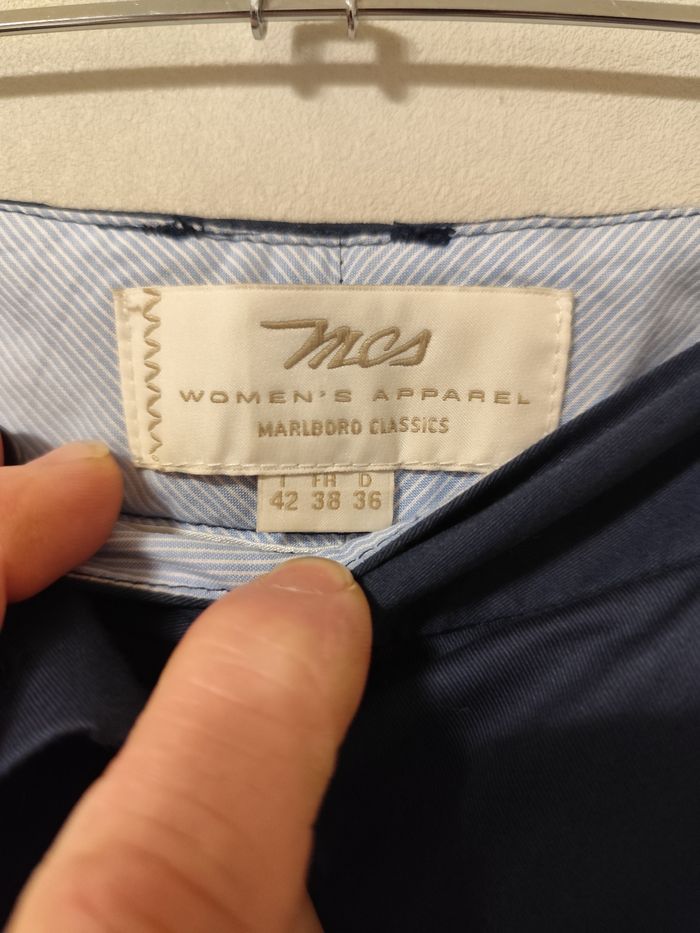 mcs
WOMEN'S APPAREL
MARLBORO CLASSICS
I FR D
42 38 36